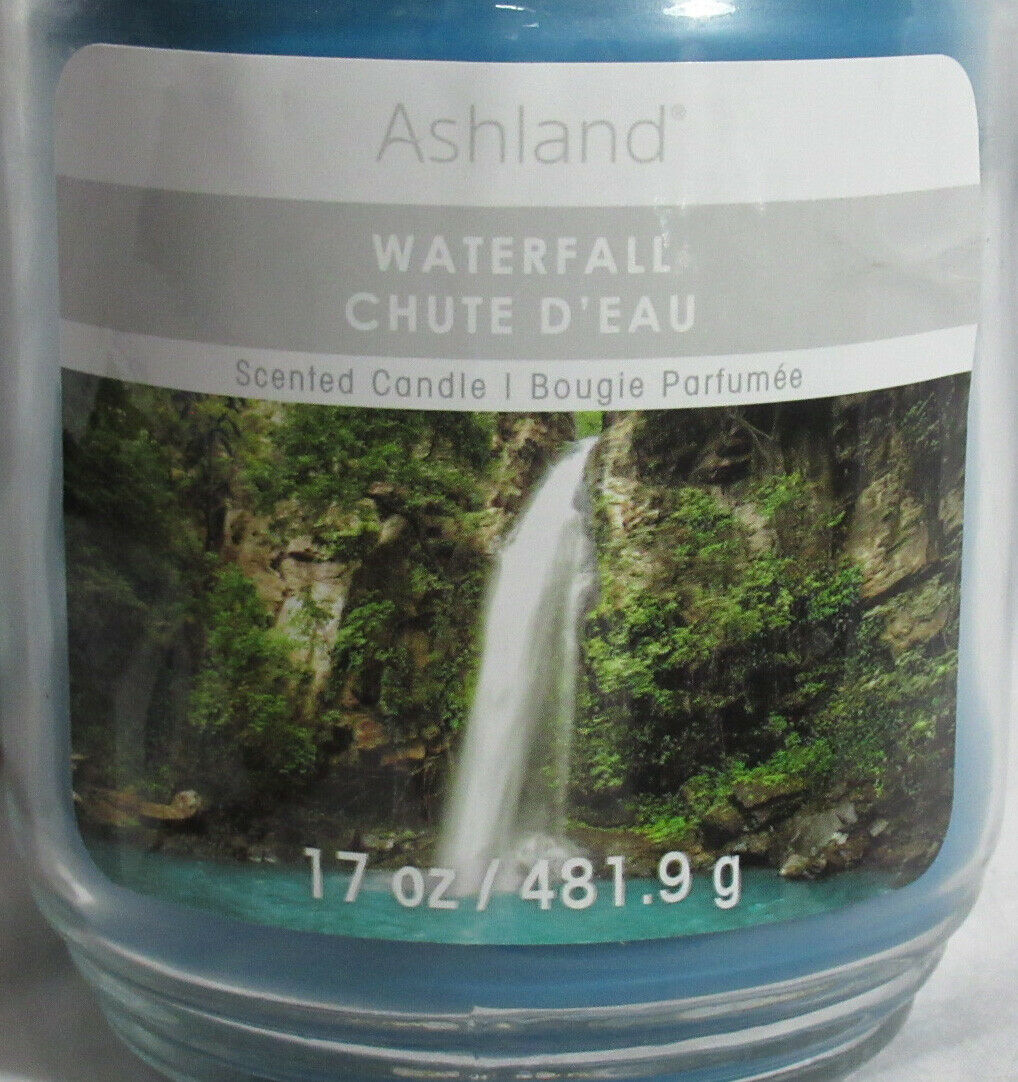 Ashland®
WATERFALL
CHUTE D'EAU
Scented Candle | Bougie Parfumée
17 oz / 481.9 g